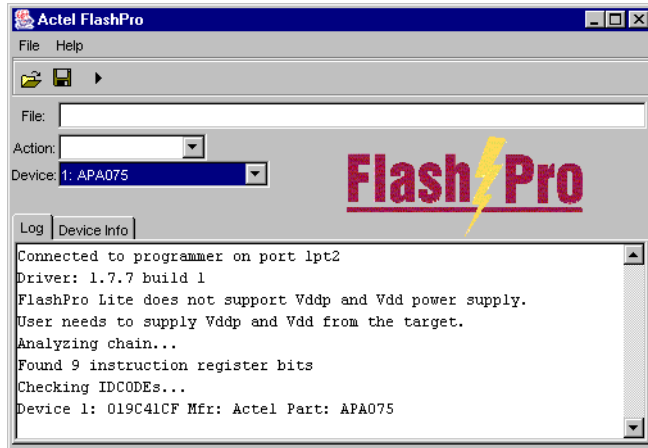 Actel FlashPro
File Help
File:
Action:
Device: 1: APA075
Flash Pro
Log Device Info
Connected to programmer on port lpt2
Driver: 1.7.7 build 1
FlashPro Lite does not support Vddp and Vdd power supply.
User needs to supply Vddp and Vdd from the target.
Analyzing chain...
Found 9 instruction register bits
Checking IDCODEs...
Device 1: 019C41CF Mfr: Actel Part: APA075